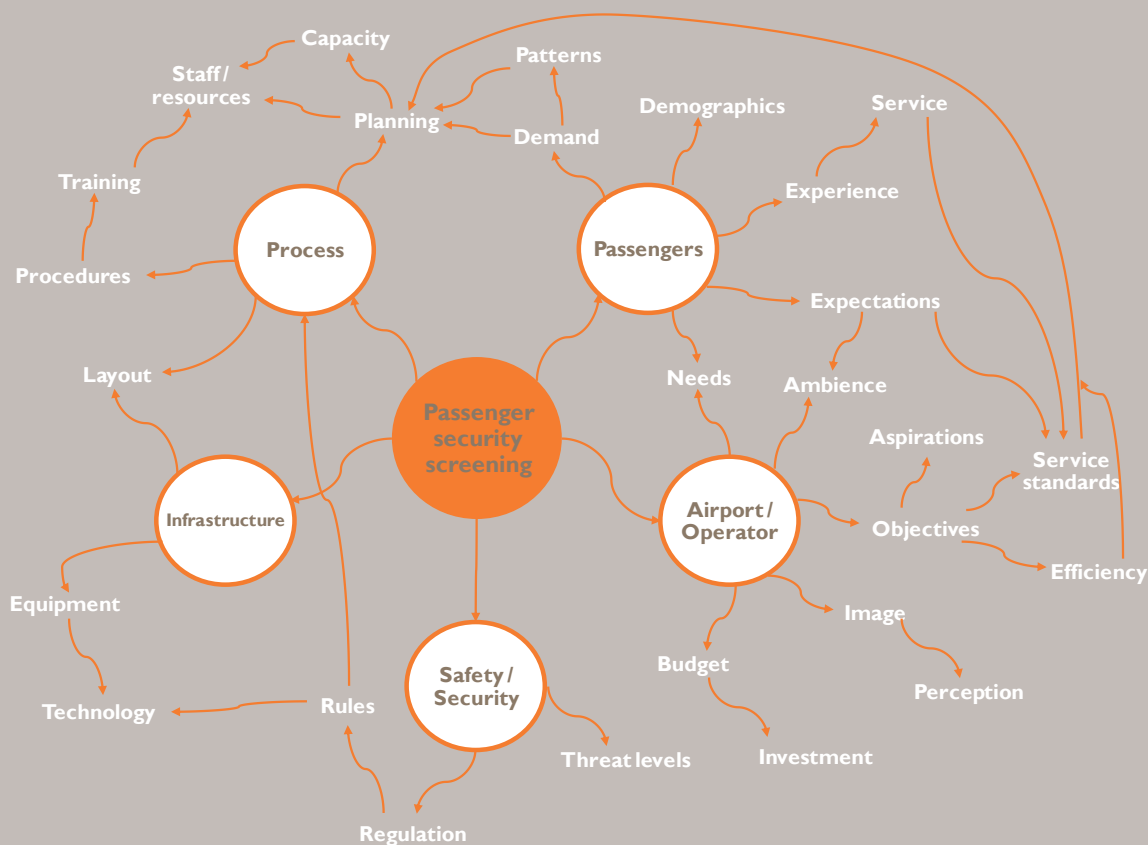 Capacity
Patterns
Staff /
resources
Demographics
Service
Planning
Demand
Training
Experience
Process
Passengers
Procedures
Expectations
Layout
Needs
Ambience
Passenger
security
screening
Aspirations
Service
standards
Infrastructure
Airport /
Operator
Objectives
Efficiency
Equipment
Image
Budget
Safety /
Security
Perception
Technology
Rules
Threat levels
Investment
Regulation